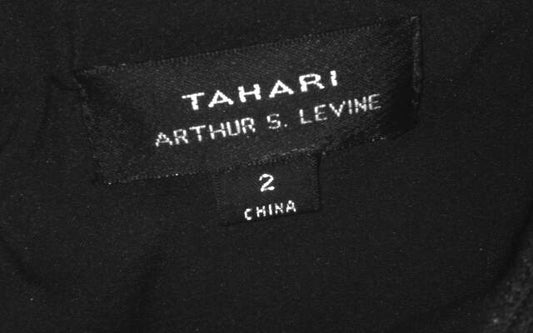 TAHARI
ARTHUR S. LEVINE
2
CHINA